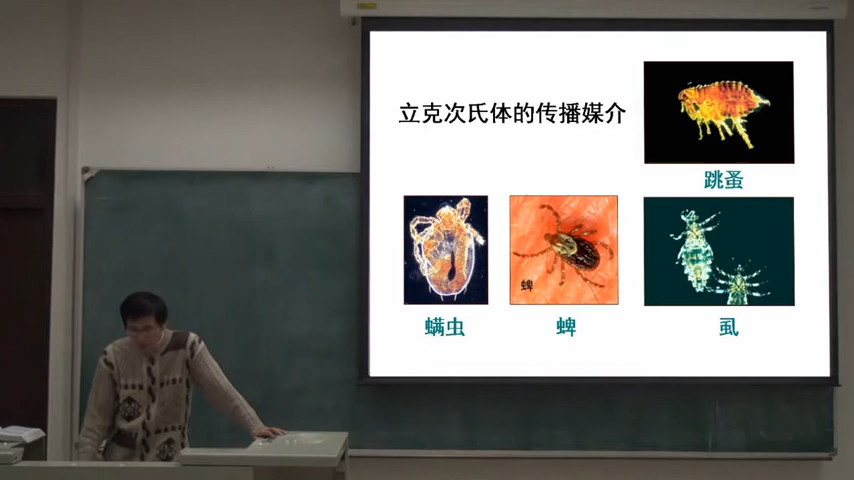 立克次氏体的传播媒介
跳蚤
蜱
螨虫
蜱
虱